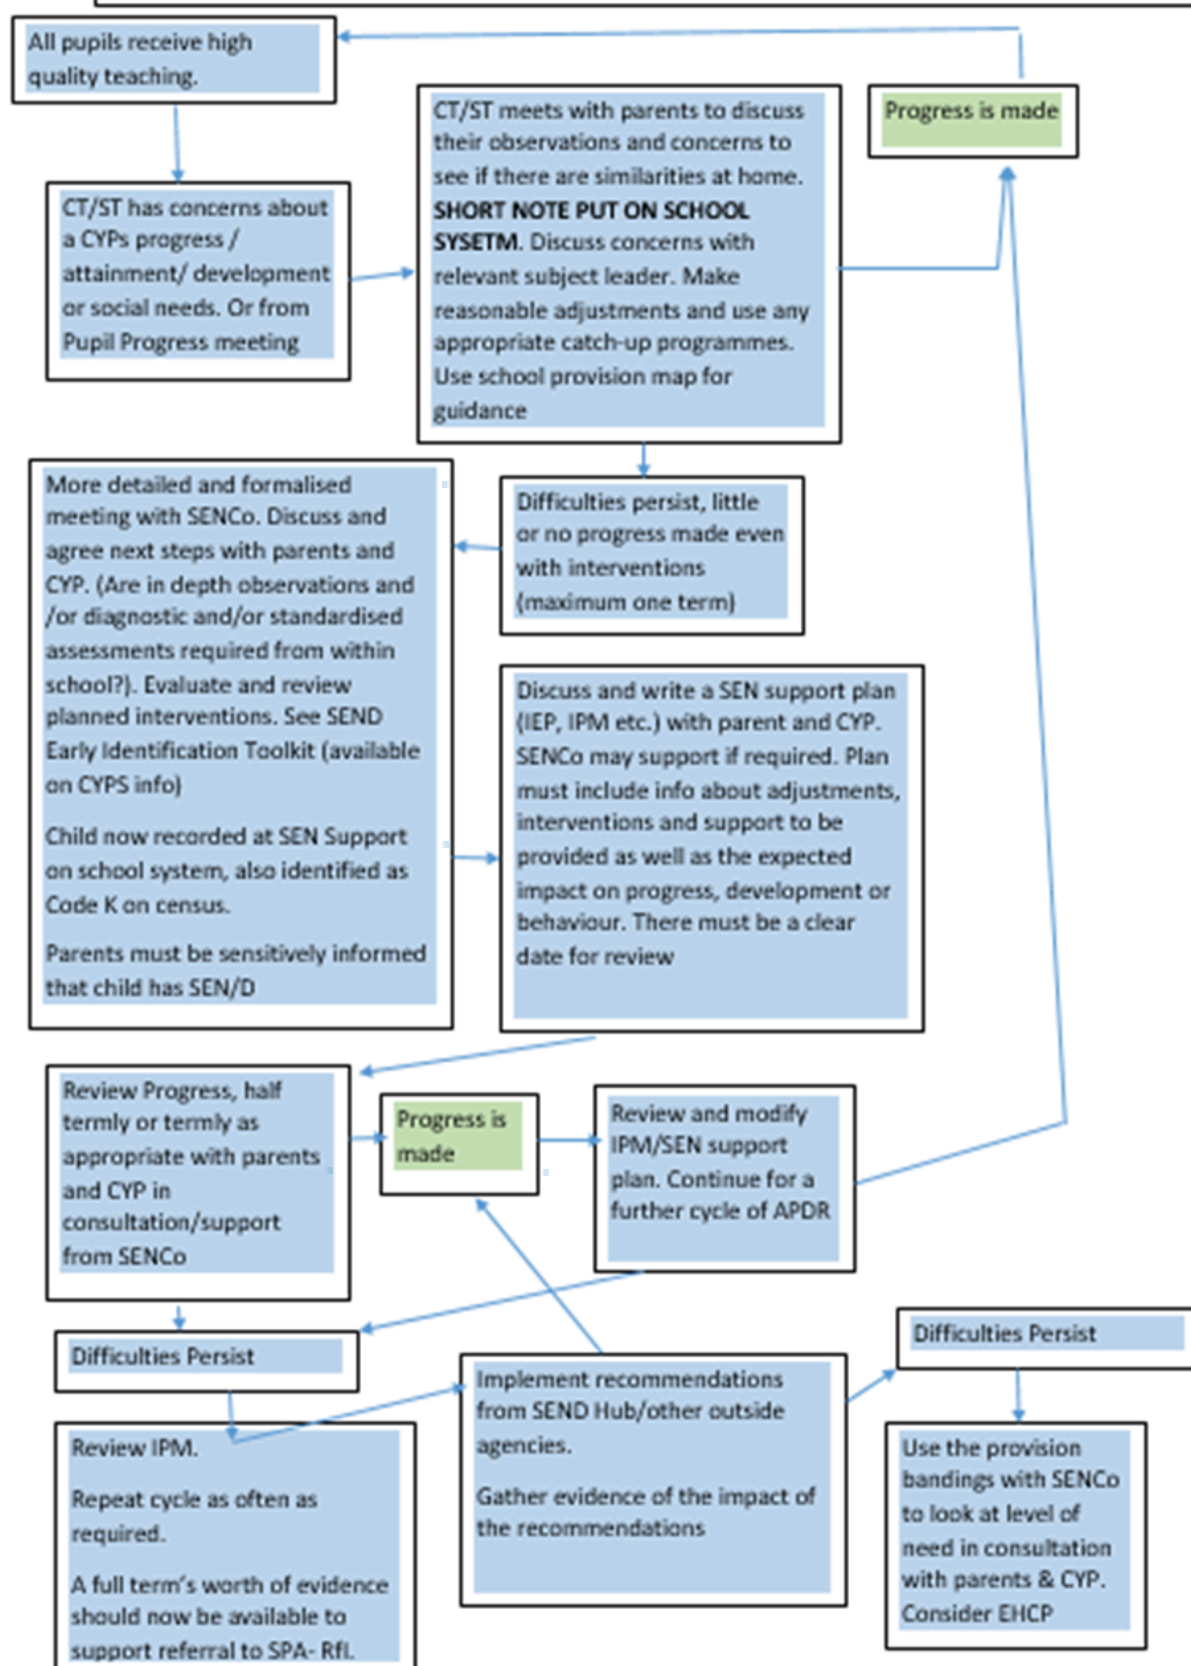 All pupils receive high
quality teaching.
Progress is made
CT/ST meets with parents to discuss
their observations and concerns to
see if there are similarities at home.
SHORT NOTE PUT ON SCHOOL
SYSETM. Discuss concerns with
relevant subject leader. Make
reasonable adjustments and use any
appropriate catch-up programmes.
Use school provision map for
guidance
CT/ST has concerns about
a CYPs progress /
attainment/ development
or social needs. Or from
Pupil Progress meeting
Difficulties persist, little
or no progress made even
with interventions
(maximum one term)
More detailed and formalised
meeting with SENCo. Discuss and
agree next steps with parents and
CYP. (Are in depth observations and
/or diagnostic and/or standardised
assessments required from within
school?). Evaluate and review
planned interventions. See SEND
Early Identification Toolkit (available
on CYPS info)
Child now recorded at SEN Support
on school system, also identified as
Code K on census.
Parents must be sensitively informed
that child has SEN/D
Discuss and write a SEN support plan
(IEP, IPM etc.) with parent and CYP.
SENCo may support if required. Plan
must include info about adjustments,
interventions and support to be
provided as well as the expected
impact on progress, development or
behaviour. There must be a clear
date for review
Review Progress, half
termly or termly as
appropriate with parents
and CYP in
consultation/support
from SENCo
Progress is
made
Review and modify
IPM/SEN support
plan. Continue for a
further cycle of APDR
Difficulties Persist
Review IPM.
Repeat cycle as often as
required.
A full term's worth of evidence
should now be available to
support referral to SPA- RfI.
Implement recommendations
from SEND Hub/other outside
agencies.
Gather evidence of the impact of
the recommendations
Difficulties Persist
Use the provision
bandings with SENCo
to look at level of
need in consultation
with parents & CYP.
Consider EHCP